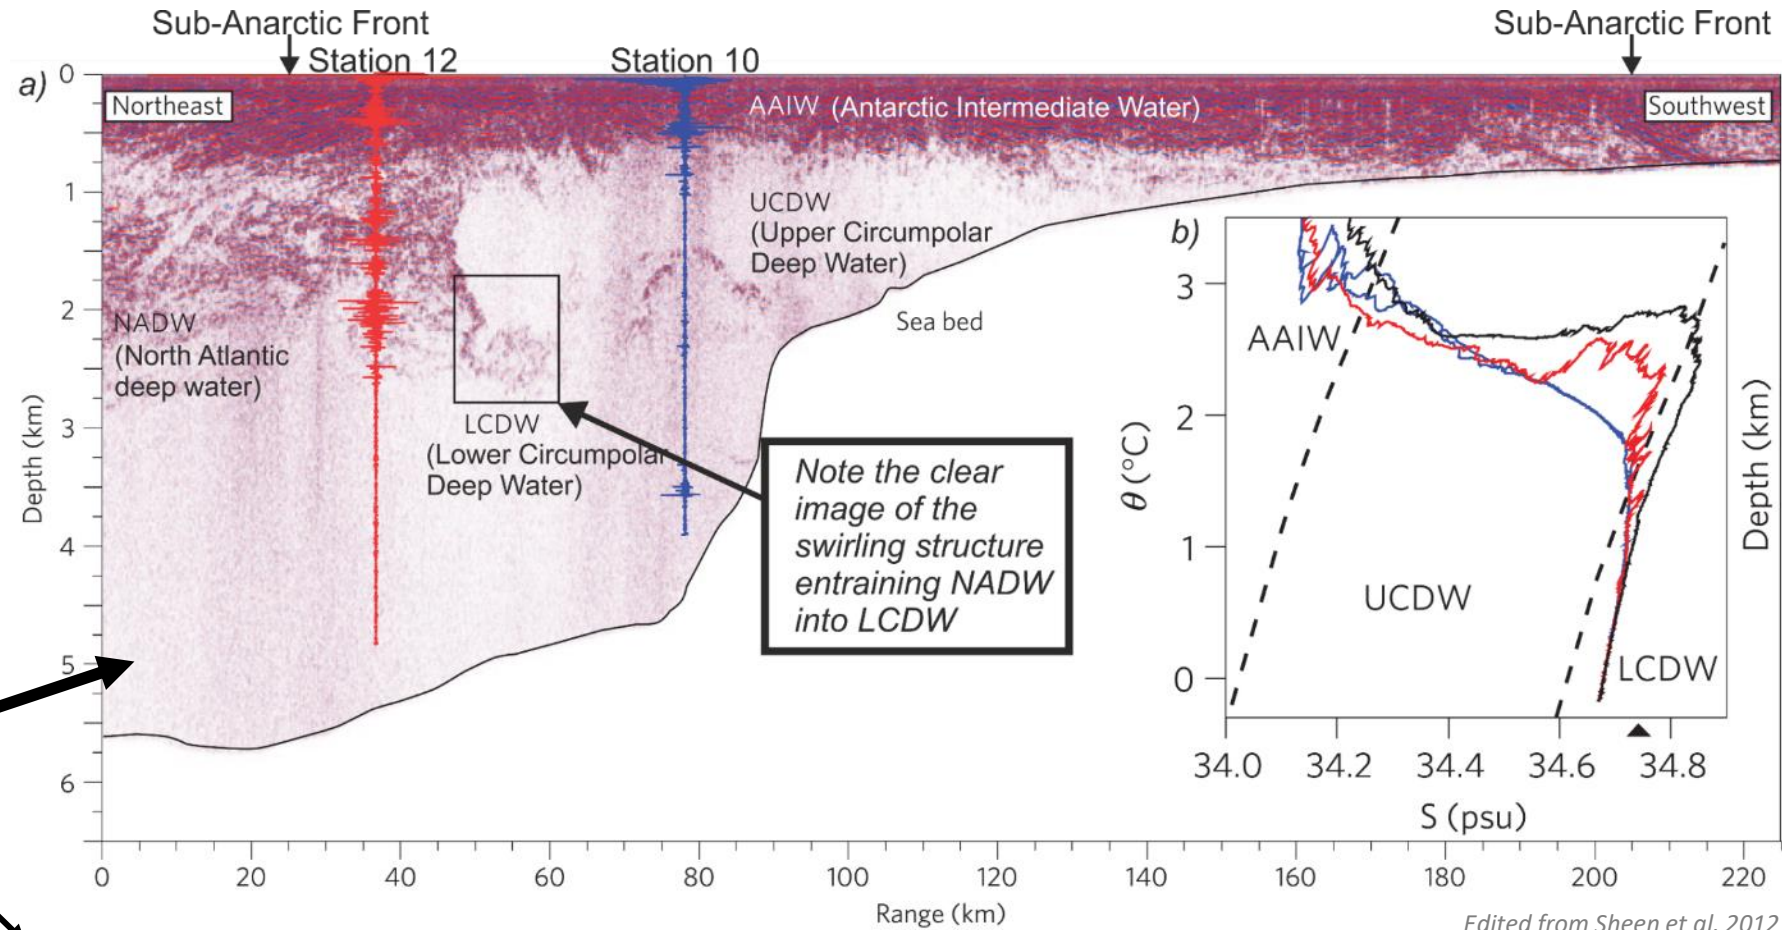 Sub-Anarctic Front
Sub-Anarctic Front
Station 12
Station 10
a)
Northeast
AAIW (Antarctic Intermediate Water)
Southwest
UCDW
(Upper Circumpolar
Deep Water)
NADW
(North Atlantic
deep water)
Sea bed
LCDW
(Lower Circumpolar
Deep Water)
Note the clear
image of the
swirling structure
entraining NADW
into LCDW
Depth (km)
0
1
2
3
4
5
6
0 20 40 60 80 100 120 140 160 180 200 220
Range (km)
b)
θ (°C)
3
2
1
0
AAIW
UCDW
LCDW
Depth (km)
34.0 34.2 34.4 34.6 34.8
S (psu)
Edited from Sheen et al. 2012